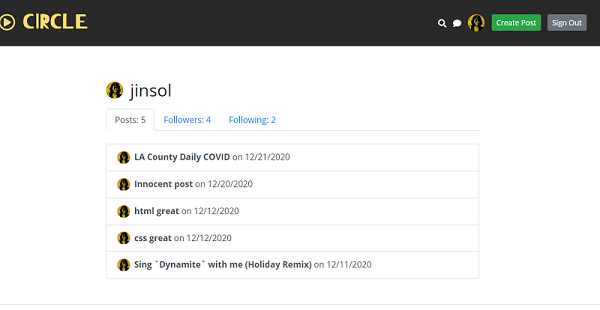 CIRCLE
Create Post
Sign Out
jinsol
Posts: 5
Followers: 4
Following: 2
LA County Daily COVID on 12/21/2020
Innocent post on 12/20/2020
html great on 12/12/2020
css great on 12/12/2020
Sing `Dynamite` with me (Holiday Remix) on 12/11/2020